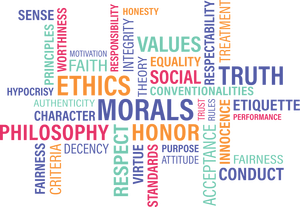 SENSE
PRINCIPLES
WORTHINESS
MOTIVATION
FAITH
RESPONSIBILITY
HONESTY
INTEGRITY
THEORY
VALUES
EQUALITY
SOCIAL
RESPECTABILITY
TREATMENT
TRUTH
HYPOCRISY
ETHICS
CONVENTIONALITIES
AUTHENTICITY
CHARACTER
MORALS
TRUST
RULES
INNOCENCE
ETIQUETTE
PERFORMANCE
PHILOSOPHY
RESPECT
HONOR
FAIRNESS
CRITERIA
DECENCY
VIRTUE
STANDARDS
PURPOSE
ATTITUDE
ACCEPTANCE
FAIRNESS
CONDUCT